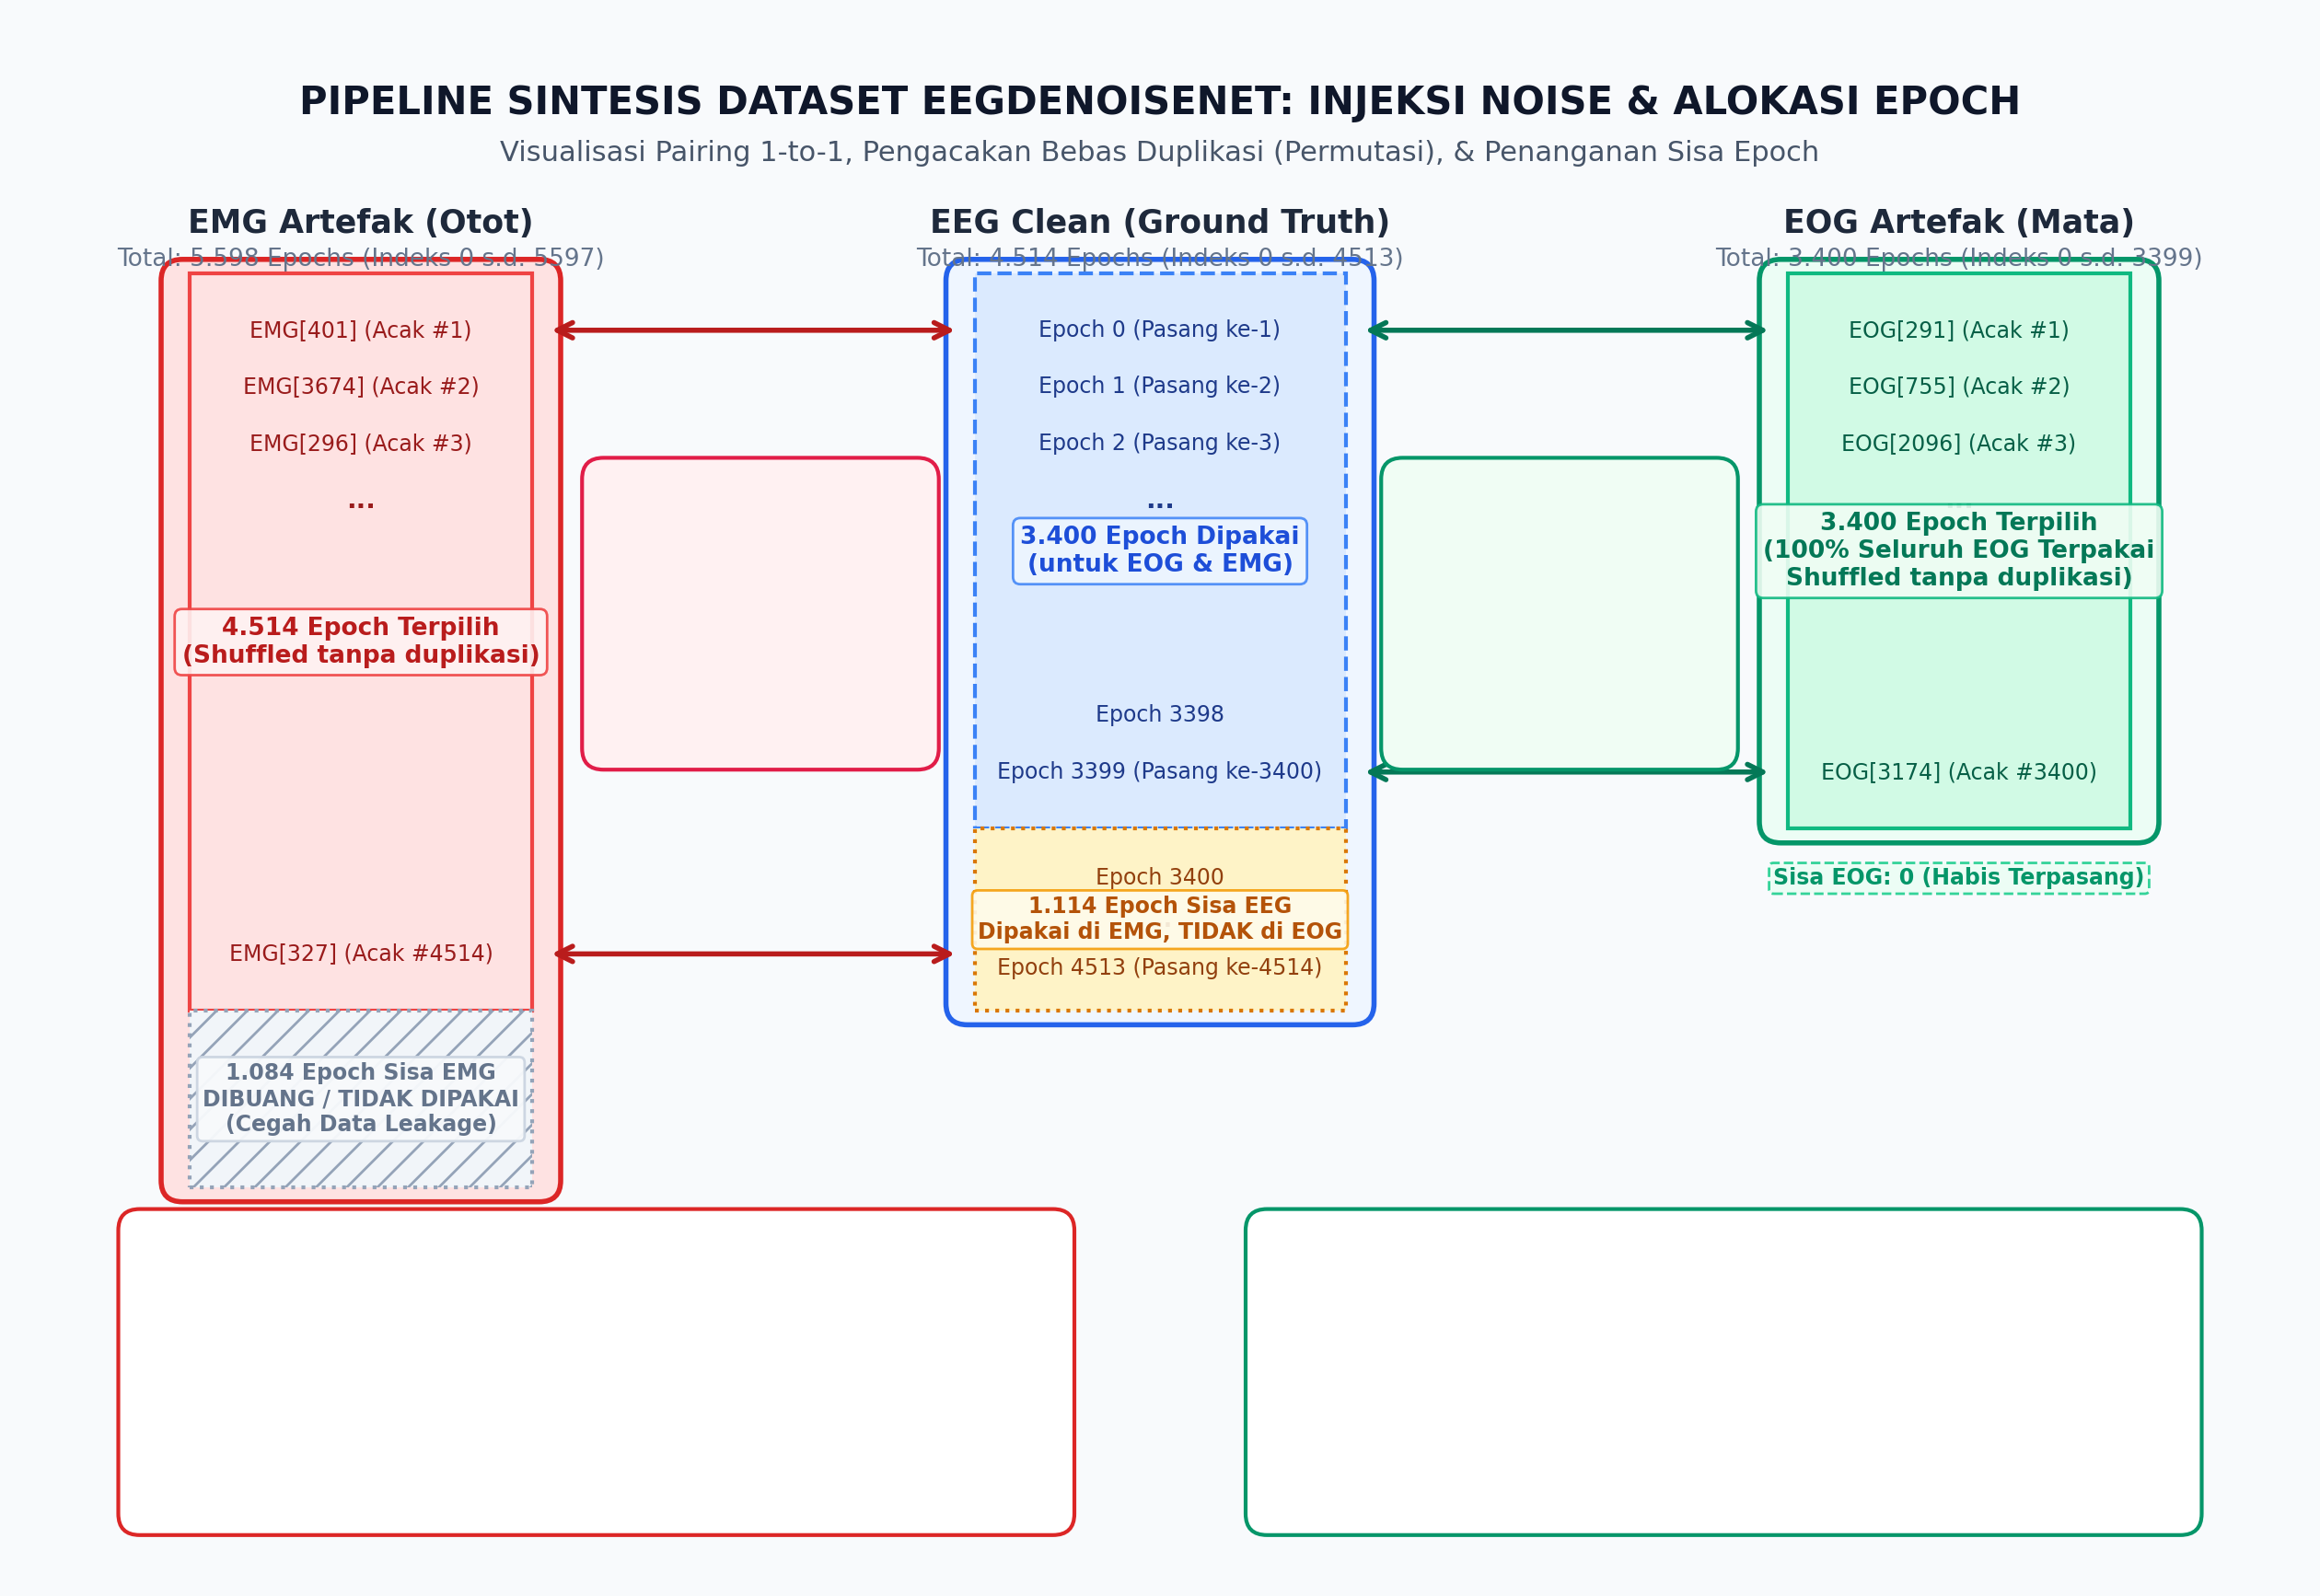 PIPELINE SINTESIS DATASET EEGDENOISENET: INJEKSI NOISE & ALOKASI EPOCH
Visualisasi Pairing 1-to-1, Pengacakan Bebas Duplikasi (Permutasi), & Penanganan Sisa Epoch
EMG Artefak (Otot)
Total: 5.598 Epochs (Indeks 0 s.d. 5597)
EMG[401] (Acak #1)
EMG[3674] (Acak #2)
EMG[296] (Acak #3)
...
4.514 Epoch Terpilih
(Shuffled tanpa duplikasi)
EMG[327] (Acak #4514)
1.084 Epoch Sisa EMG
DIBUANG / TIDAK DIPAKAI
(Cegah Data Leakage)
EEG Clean (Ground Truth)
Total: 4.514 Epochs (Indeks 0 s.d. 4513)
Epoch 0 (Pasang ke-1)
Epoch 1 (Pasang ke-2)
Epoch 2 (Pasang ke-3)
...
3.400 Epoch Dipakai
(untuk EOG & EMG)
Epoch 3398
Epoch 3399 (Pasang ke-3400)
Epoch 3400
1.114 Epoch Sisa EEG
Dipakai di EMG, TIDAK di EOG
Epoch 4513 (Pasang ke-4514)
EOG Artefak (Mata)
Total: 3.400 Epochs (Indeks 0 s.d. 3399)
EOG[291] (Acak #1)
EOG[755] (Acak #2)
EOG[2096] (Acak #3)
...
3.400 Epoch Terpilih
(100% Seluruh EOG Terpakai
Shuffled tanpa duplikasi)
EOG[3174] (Acak #3400)
Sisa EOG: 0 (Habis Terpasang)